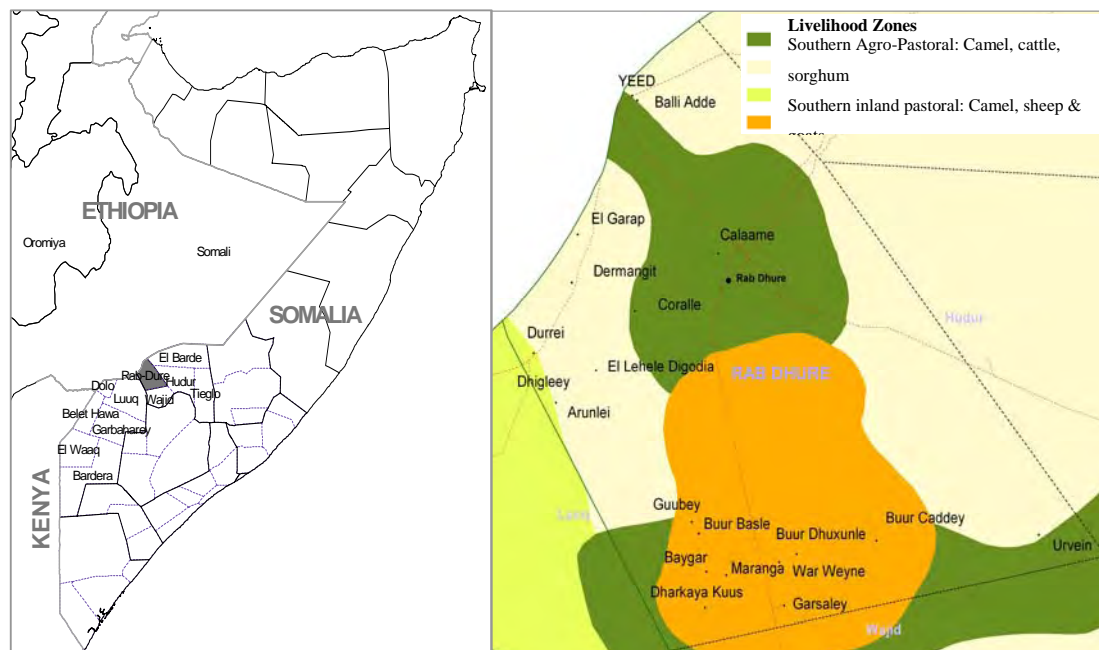 ETHIOPIA
Oromiya
Somali
SOMALIA
El Barde
Rab-Dure
Hudur
Dolo
Tieglo
Luuq
Wajid
Belet Hawa
Garbaharey
El Waaq
Bardera
KENYA
Livelihood Zones
Southern Agro-Pastoral: Camel, cattle,
sorghum
Southern inland pastoral: Camel, sheep &
YEED
Balli Adde
El Garap
Calaame
Dermangit
Rab Dhure
Coralle
Hudur
Durrei
El Lehele Digodia
RAB DHURE
Dhigleey
Arunlei
Guubey
Luuq
Buur Basle
Buur Dhuxunle
Buur Caddey
Urvein
Baygar
Maranga
War Weyne
Dharkaya Kuus
Garsaley
Wajid